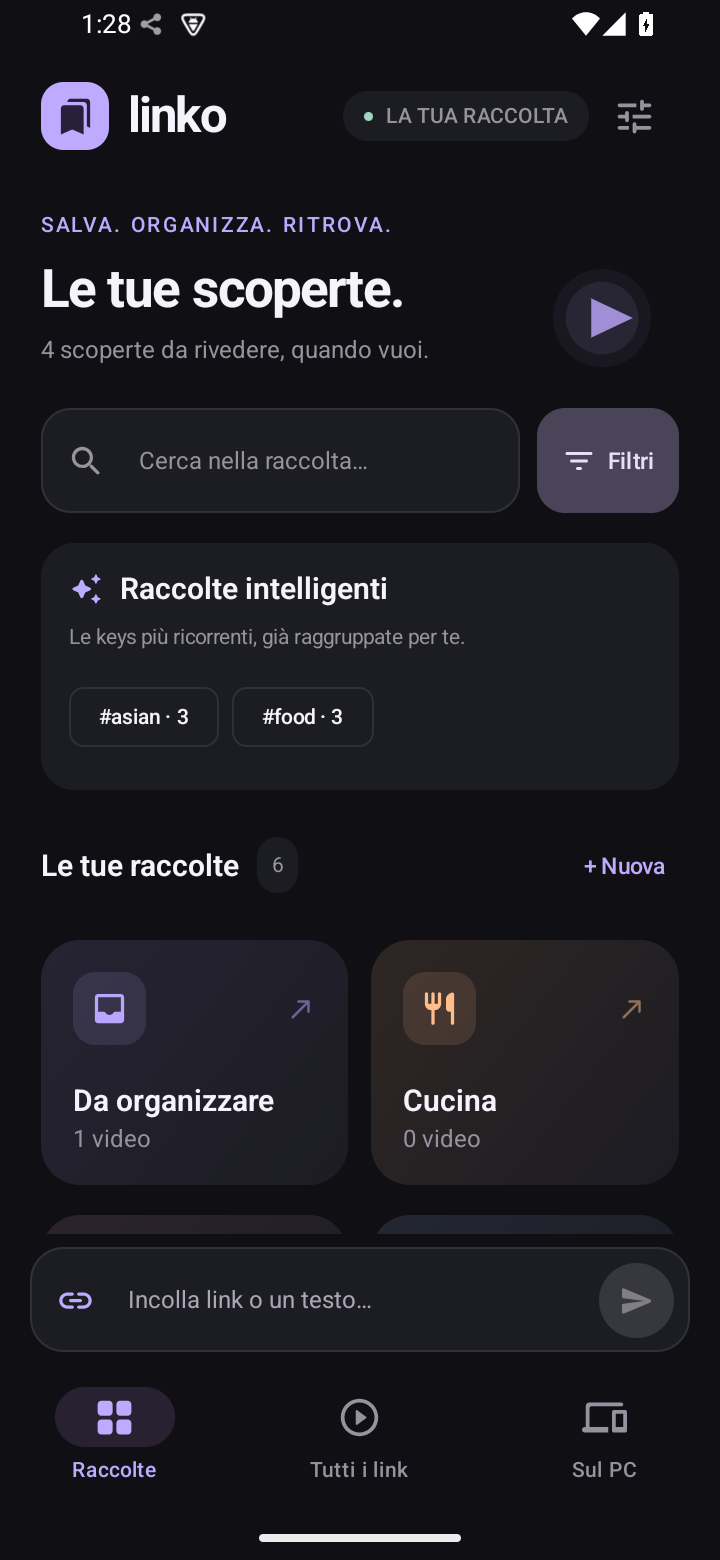 1:28
linko
LA TUA RACCOLTA
SALVA. ORGANIZZA. RITROVA.
Le tue scoperte.
4 scoperte da rivedere, quando vuoi.
Cerca nella raccolta…
Filtri
Raccolte intelligenti
Le keys più ricorrenti, già raggruppate per te.
#asian · 3
#food · 3
Le tue raccolte
6
+ Nuova
Da organizzare
1 video
Cucina
0 video
Incolla link o un testo…
Raccolte
Tutti i link
Sul PC